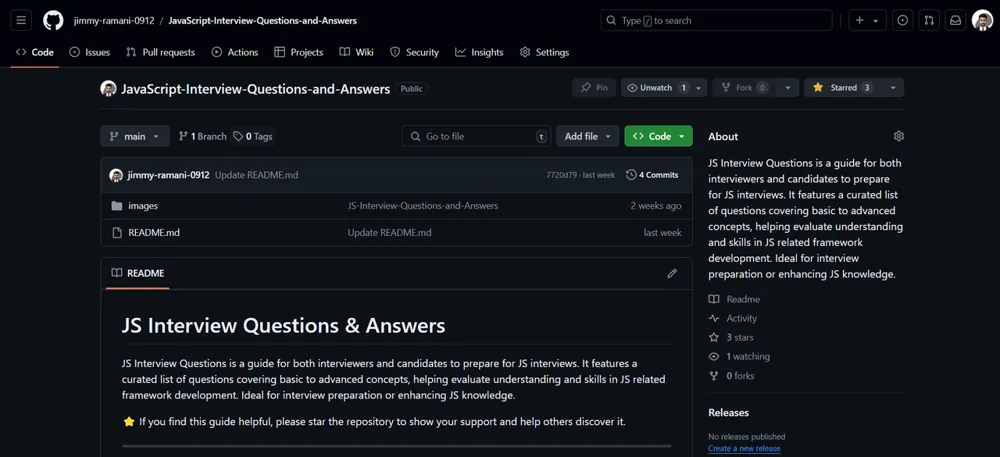 jimmy-ramani-0912 / JavaScript-Interview-Questions-and-Answers
Type / to search
Code Issues Pull requests Actions Projects Wiki Security Insights Settings
JavaScript-Interview-Questions-and-Answers Public
Pin Unwatch 1 Fork 0 Starred 3
main 1 Branch 0 Tags Go to file t Add file Code
jimmy-ramani-0912 Update README.md 7720d79 · last week 4 Commits
images JS-Interview-Questions-and-Answers 2 weeks ago
README.md Update README.md last week
README
JS Interview Questions & Answers
JS Interview Questions is a guide for both interviewers and candidates to prepare for JS interviews. It features a
curated list of questions covering basic to advanced concepts, helping evaluate understanding and skills in JS related
framework development. Ideal for interview preparation or enhancing JS knowledge.
⭐ If you find this guide helpful, please star the repository to show your support and help others discover it.
About
JS Interview Questions is a guide for both
interviewers and candidates to prepare
for JS interviews. It features a curated list
of questions covering basic to advanced
concepts, helping evaluate understanding
and skills in JS related framework
development. Ideal for interview
preparation or enhancing JS knowledge.
Readme
Activity
3 stars
1 watching
0 forks
Releases
No releases published
Create a new release